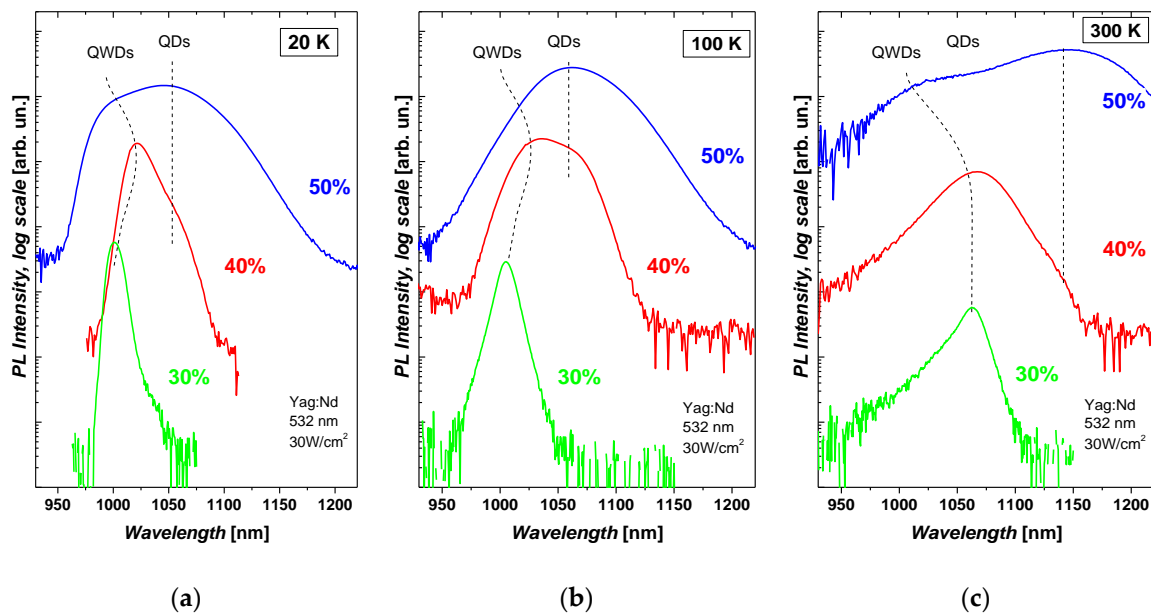 20 K
QWDs
QDs
50%
40%
30%
Yag:Nd
532 nm
30W/cm2
PL Intensity, log scale [arb. un.]
950 1000 1050 1100 1150 1200
Wavelength [nm]
(a)
100 K
QWDs
QDs
50%
40%
30%
Yag:Nd
532 nm
30W/cm2
PL Intensity, log scale [arb. un.]
950 1000 1050 1100 1150 1200
Wavelength [nm]
(b)
300 K
QWDs
QDs
50%
40%
30%
Yag:Nd
532 nm
30W/cm2
PL Intensity, log scale [arb. un.]
950 1000 1050 1100 1150 1200
Wavelength [nm]
(c)